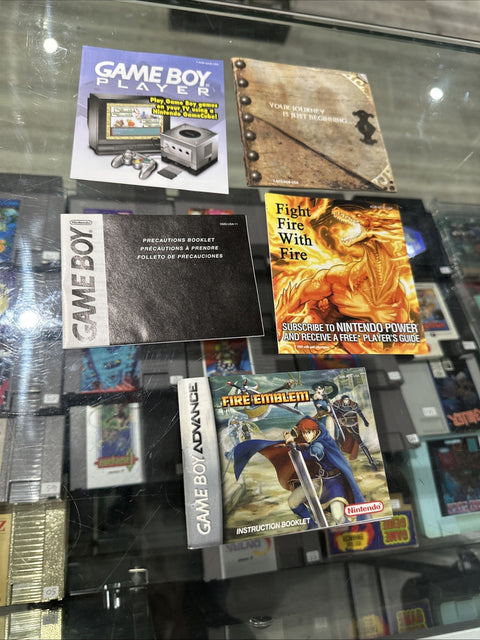 GAME BOY
PLAYER
Play Game Boy games
on your TV using a
Nintendo GameCube!
YOUR JOURNEY
IS JUST BEGINNING...
Nintendo
GAME BOY
PRECAUTIONS BOOKLET
PRÉCAUTIONS À PRENDRE
FOLLETO DE PRECAUCIONES
Fight
Fire
With
Fire
SUBSCRIBE TO NINTENDO POWER
AND RECEIVE A FREE* PLAYER'S GUIDE
GAME BOY ADVANCE
FIRE EMBLEM
INSTRUCTION BOOKLET
Nintendo